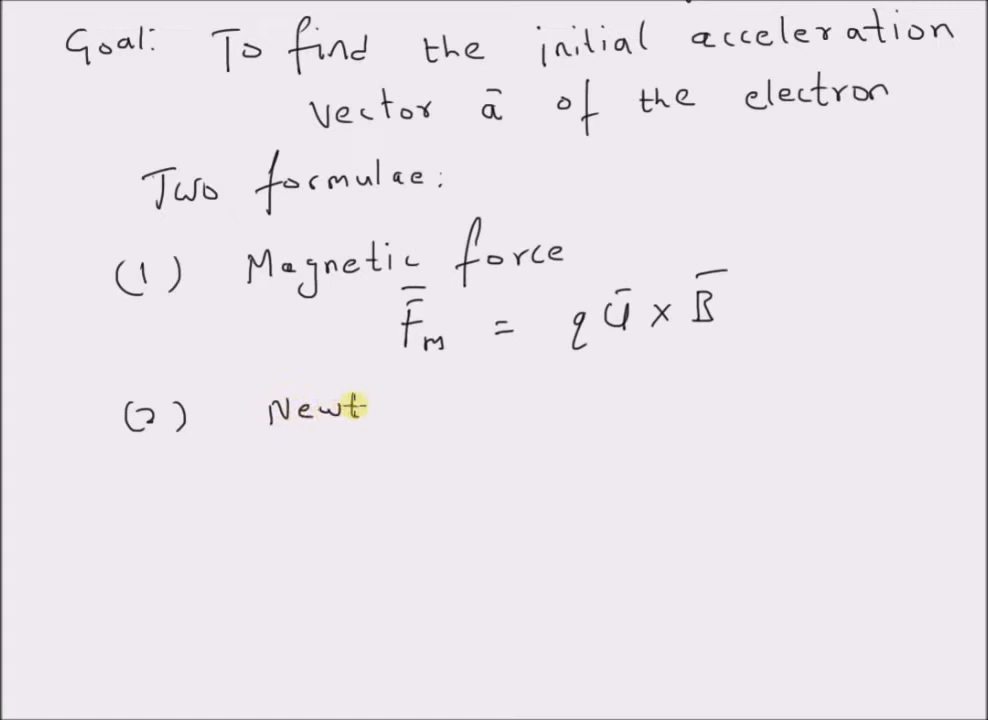 Goal: To find the initial acceleration
vector ā of the electron
Two formulae:
(1) Magnetic force
F̄m = q ū × B̄
(2) Newt